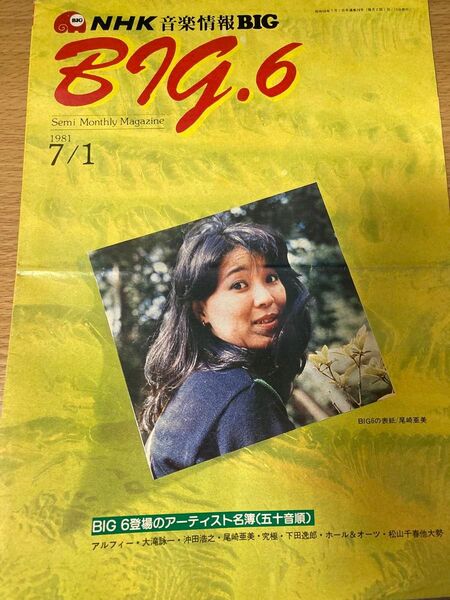 BIG
NHK 音楽情報BIG
BIG.6
Semi Monthly Magazine
1981
7/1
BIG6の表紙/尾崎亜美
BIG 6登場のアーティスト名簿(五十音順)
アルフィー・大滝詠一・沖田浩之・尾崎亜美・究極・下田逸郎・ホール&オーツ・松山千春他大勢